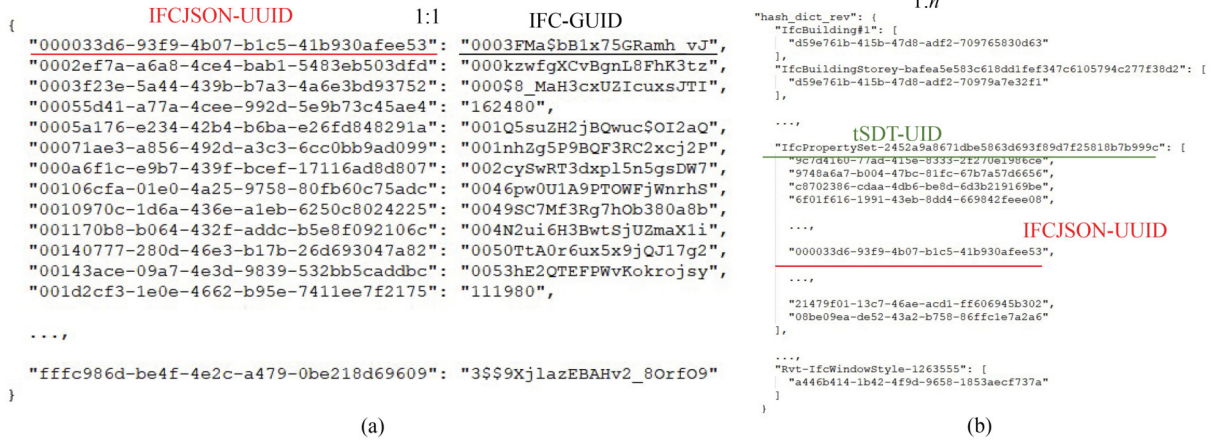 IFCJSON-UUID 1:1 IFC-GUID
{
"000033d6-93f9-4b07-b1c5-41b930afee53": "0003FMa$bB1x75GRamh_vJ",
"0002ef7a-a6a8-4ce4-bab1-5483eb503dfd": "000kzwfgXCvBgnL8FhK3tz",
"0003f23e-5a44-439b-b7a3-4a6e3bd93752": "000$8_MaH3cxUZIcuxsJTI",
"00055d41-a77a-4cee-992d-5e9b73c45ae4": "162480",
"0005a176-e234-42b4-b6ba-e26fd848291a": "001Q5suZH2jBQwuc$OI2aQ",
"00071ae3-a856-492d-a3c3-6cc0bb9ad099": "001nhZg5P9BQF3RC2xcj2P",
"000a6f1c-e9b7-439f-bcef-17116ad8d807": "002cySwRT3dxpl5n5gsDW7",
"00106cfa-01e0-4a25-9758-80fb60c75adc": "0046pw0U1A9PTOWFjWnrhS",
"0010970c-1d6a-436e-a1eb-6250c8024225": "0049SC7Mf3Rg7hOb380a8b",
"001170b8-b064-432f-addc-b5e8f092106c": "004N2ui6H3BwtSjUZmaX1i",
"00140777-280d-46e3-b17b-26d693047a82": "0050TtA0r6ux5x9jQJ17g2",
"00143ace-09a7-4e3d-9839-532bb5caddbc": "0053hE2QTEFPWvKokrojsy",
"001d2cf3-1e0e-4662-b95e-7411ee7f2175": "111980",
...,
"fffc986d-be4f-4e2c-a479-0be218d69609": "3$$9XjlazEBAHv2_8OrfO9"
}
(a)
1:n
"hash_dict_rev": {
"IfcBuilding#1": [
"d59e761b-415b-47d8-adf2-709765830d63"
],
"IfcBuildingStorey-bafea5e583c618dd1fef347c6105794c277f38d2": [
"d59e761b-415b-47d8-adf2-70979a7e32f1"
],
...,
tSDT-UID
"IfcPropertySet-2452a9a8671dbe5863d693f89d7f25818b7b999c": [
"9c7d4160-77ad-415e-8333-2f270e1986ce",
"9748a6a7-b004-47bc-81fc-67b7a57d6656",
"c8702386-cdaa-4db6-be8d-6d3b219169be",
"6f01f616-1991-43eb-8dd4-669842feee08",
...,
IFCJSON-UUID
"000033d6-93f9-4b07-b1c5-41b930afee53",
...,
"21479f01-13c7-46ae-acd1-ff606945b302",
"08be09ea-de52-43a2-b758-86ffc1e7a2a6"
],
...,
"Rvt-IfcWindowStyle-1263555": [
"a446b414-1b42-4f9d-9658-1853aecf737a"
]
}
(b)